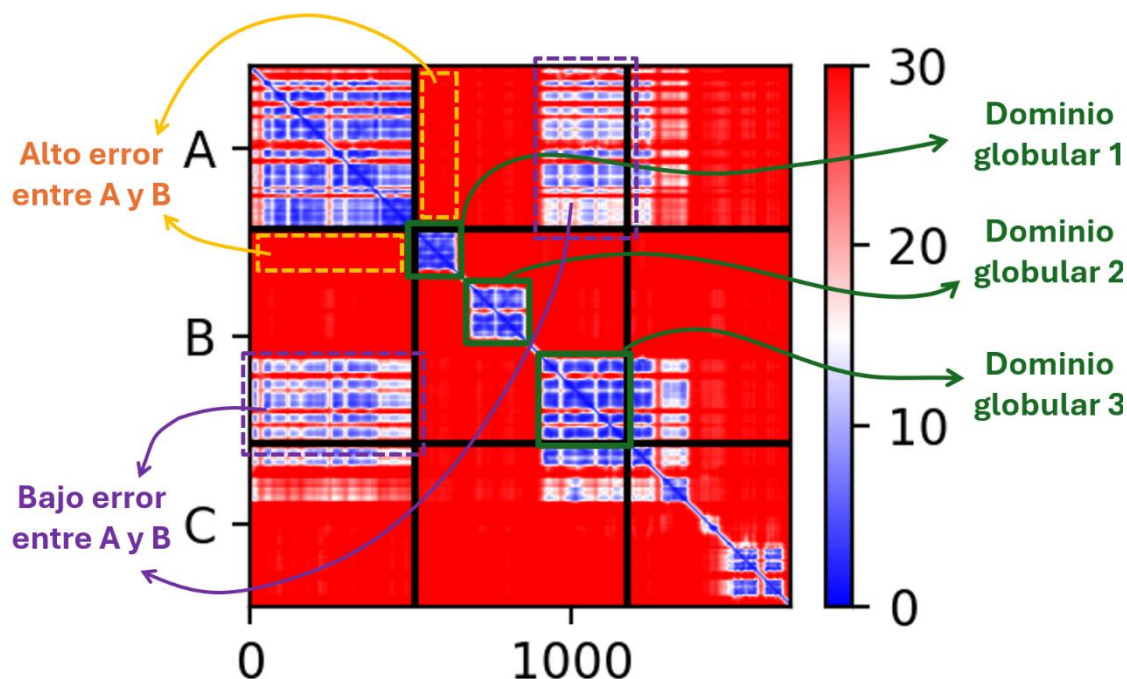 Alto error
entre A y B
Bajo error
entre A y B
A
B
C
0
1000
30
20
10
0
Dominio
globular 1
Dominio
globular 2
Dominio
globular 3